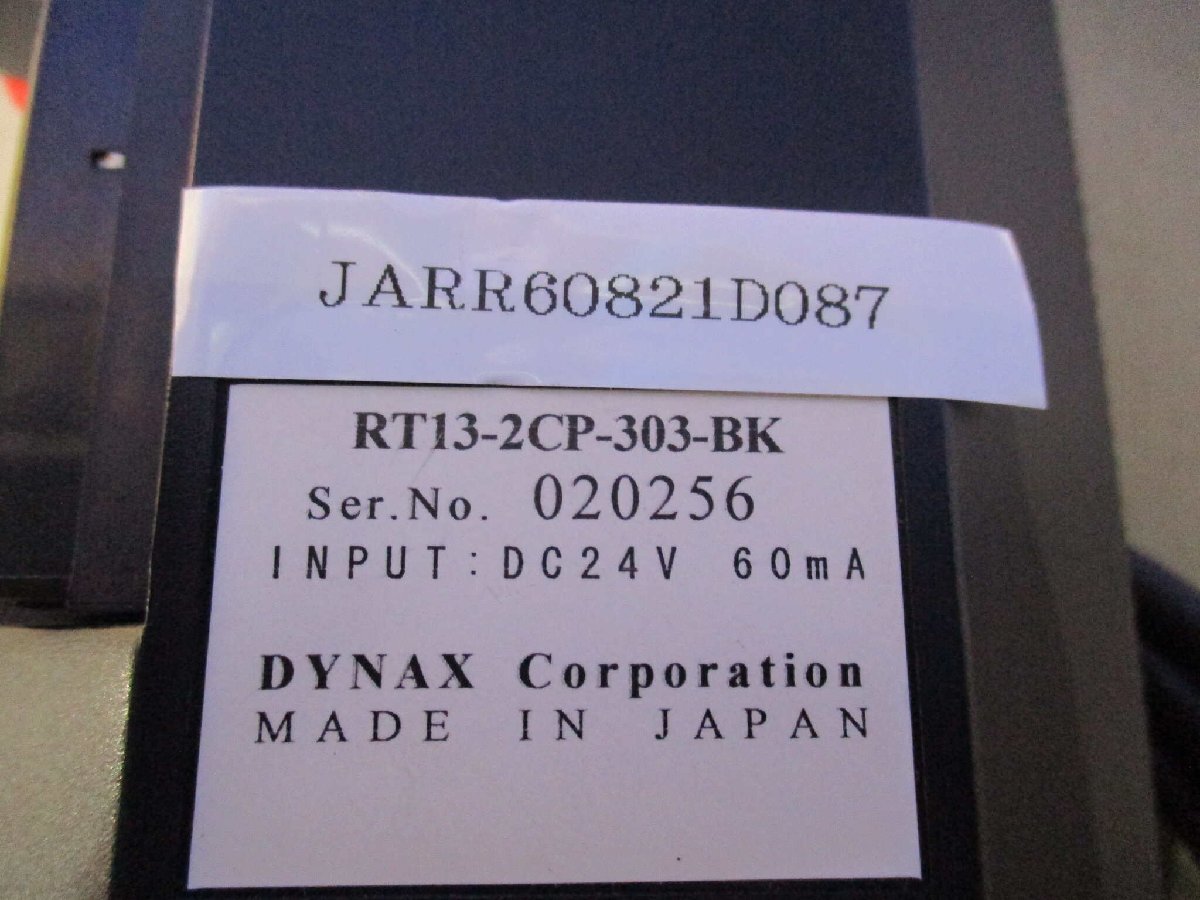 JARR60821D087
RT13-2CP-303-BK
Ser.No. 020256
INPUT:DC24V 60mA
DYNAX Corporation
MADE IN JAPAN